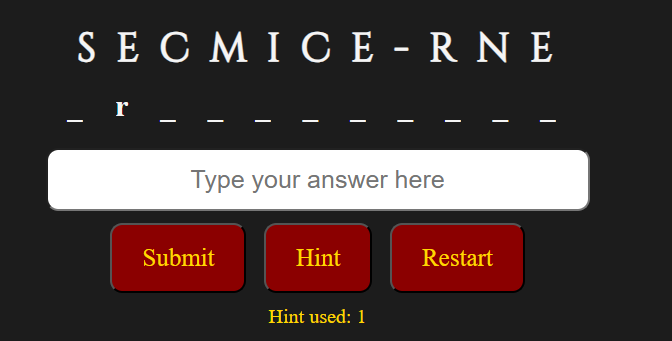 S E C M I C E - R N E
_ r _ _ _ _ _ _ _ _ _
Type your answer here
Submit Hint Restart
Hint used: 1